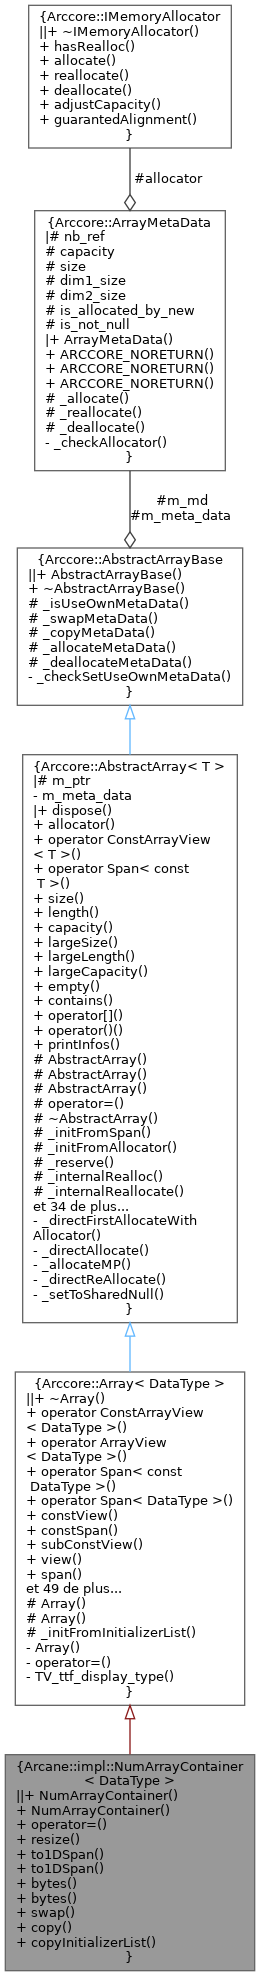 {Arccore::IMemoryAllocator
||+ ~IMemoryAllocator()
+ hasRealloc()
+ allocate()
+ reallocate()
+ deallocate()
+ adjustCapacity()
+ guarantedAlignment()
}
#allocator
{Arccore::ArrayMetaData
|# nb_ref
# capacity
# size
# dim1_size
# dim2_size
# is_allocated_by_new
# is_not_null
|+ ArrayMetaData()
+ ARCCORE_NORETURN()
+ ARCCORE_NORETURN()
+ ARCCORE_NORETURN()
# _allocate()
# _reallocate()
# _deallocate()
- _checkAllocator()
}
#m_md
#m_meta_data
{Arccore::AbstractArrayBase
||+ AbstractArrayBase()
+ ~AbstractArrayBase()
# _isUseOwnMetaData()
# _swapMetaData()
# _copyMetaData()
# _allocateMetaData()
# _deallocateMetaData()
- _checkSetUseOwnMetaData()
}
{Arccore::AbstractArray< T >
|# m_ptr
- m_meta_data
|+ dispose()
+ allocator()
+ operator ConstArrayView
< T >()
+ operator Span< const
T >()
+ size()
+ length()
+ capacity()
+ largeSize()
+ largeLength()
+ largeCapacity()
+ empty()
+ contains()
+ operator[]()
+ operator()()
+ printInfos()
# AbstractArray()
# AbstractArray()
# AbstractArray()
# operator=()
# ~AbstractArray()
# _initFromSpan()
# _initFromAllocator()
# _reserve()
# _internalRealloc()
# _internalReallocate()
et 34 de plus...
- _directFirstAllocateWith
Allocator()
- _directAllocate()
- _allocateMP()
- _directReAllocate()
- _setToSharedNull()
}
{Arccore::Array< DataType >
||+ ~Array()
+ operator ConstArrayView
< DataType >()
+ operator ArrayView
< DataType >()
+ operator Span< const
DataType >()
+ operator Span< DataType >()
+ constView()
+ constSpan()
+ subConstView()
+ view()
+ span()
et 49 de plus...
# Array()
# Array()
# _initFromInitializerList()
- Array()
- operator=()
- TV_ttf_display_type()
}
{Arcane::impl::NumArrayContainer
< DataType >
||+ NumArrayContainer()
+ NumArrayContainer()
+ operator=()
+ resize()
+ to1DSpan()
+ to1DSpan()
+ bytes()
+ bytes()
+ swap()
+ copy()
+ copyInitializerList()
}